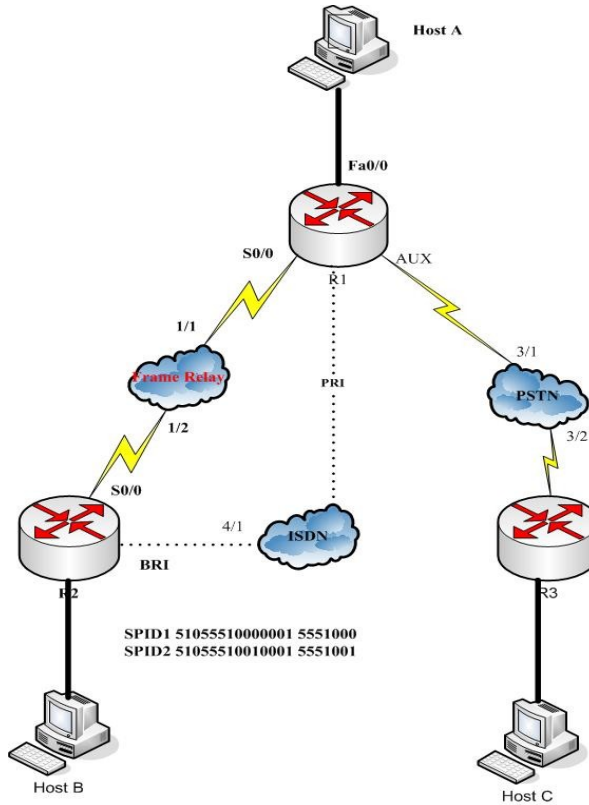 Host A
Fa0/0
S0/0
AUX
R1
1/1
3/1
Frame Relay
PRI
PSTN
1/2
3/2
S0/0
4/1
ISDN
BRI
R2
R3
SPID1 51055510000001 5551000
SPID2 51055510010001 5551001
Host B
Host C